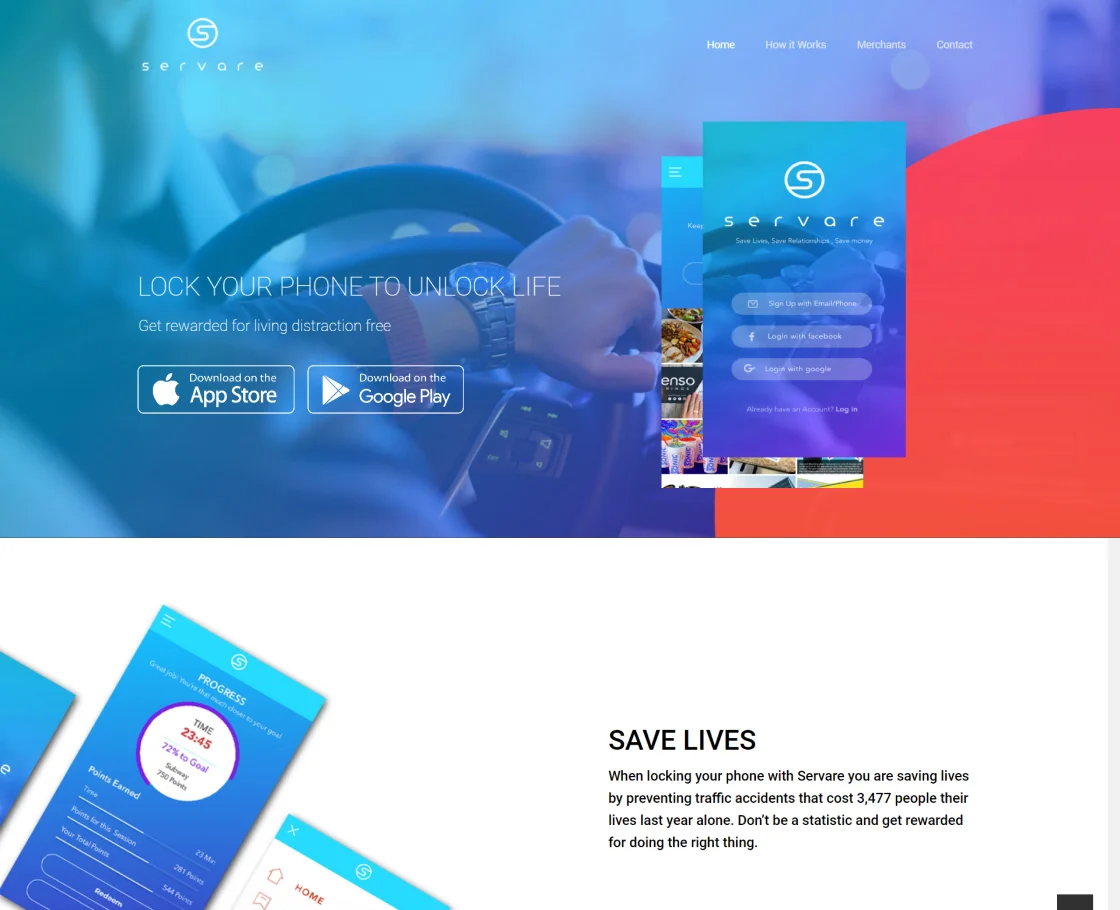 servare
Home
How it Works
Merchants
Contact
LOCK YOUR PHONE TO UNLOCK LIFE
Get rewarded for living distraction free
Download on the
App Store
Download on the
Google Play
servare
Save Lives, Save Relationships , Save money
Sign Up with Email/Phone
Login with facebook
Login with google
Already have an Account? Log in
SONIC
SAVE LIVES
When locking your phone with Servare you are saving lives
by preventing traffic accidents that cost 3,477 people their
lives last year alone. Don’t be a statistic and get rewarded
for doing the right thing.
Great job! You're that much closer to your goal
PROGRESS
TIME
23:45
72% to Goal
Subway
750 Points
Points Earned
Time
23 Min
Points for this Session
281 Points
Your Total Points
544 Points
Redeem
HOME